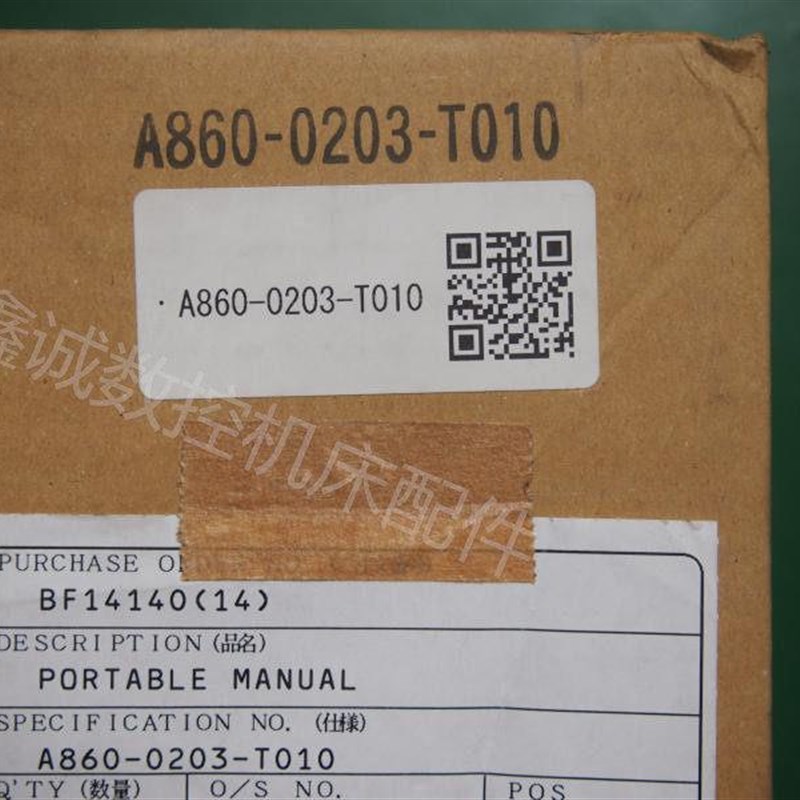 A860-0203-T010
· A860-0203-T010
鑫诚数控机床配件
PURCHASE
BF14140(14)
DESCRIPTION (品名)
PORTABLE MANUAL
SPECIFICATION NO. (仕様)
A860-0203-T010
Q'TY (数量) O/S NO. POS